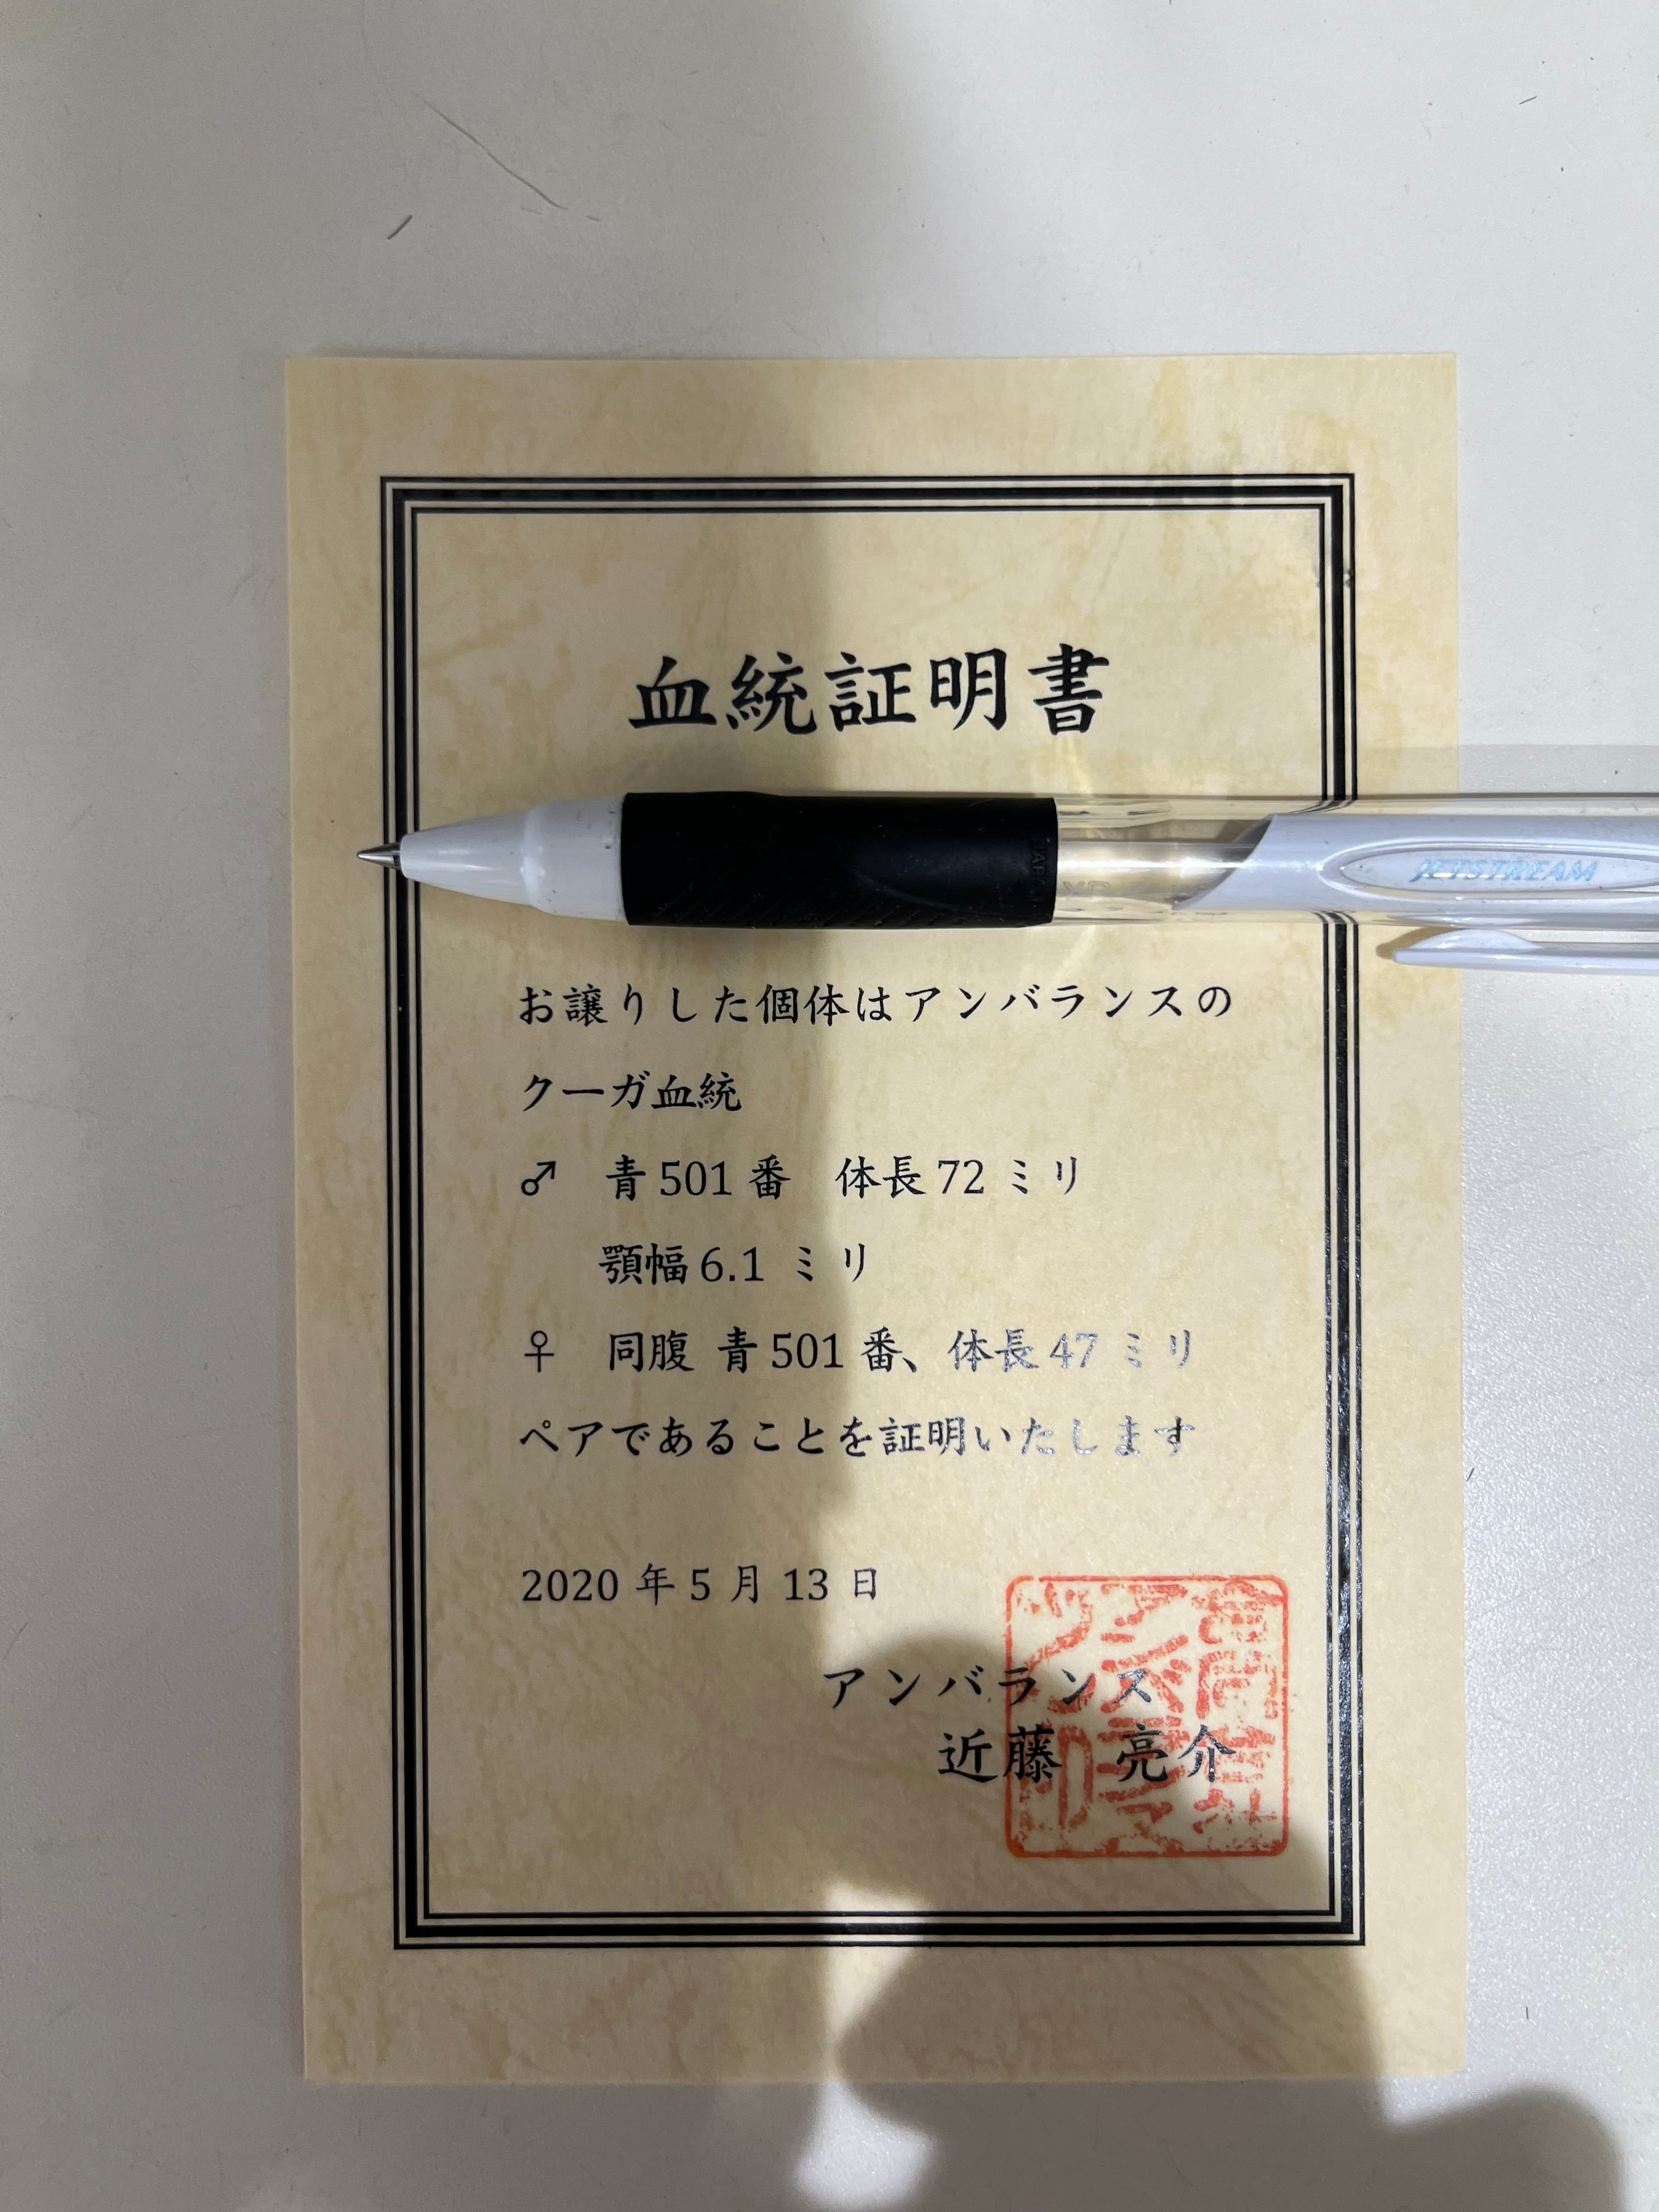 血統証明書
JETSTREAM
お譲りした個体はアンバランスの
クーガ血統
♂ 青501番 体長72ミリ
顎幅6.1ミリ
♀ 同腹 青501番、体長47ミリ
ペアであることを証明いたします
2020年5月13日
アンバランス
近藤 亮介